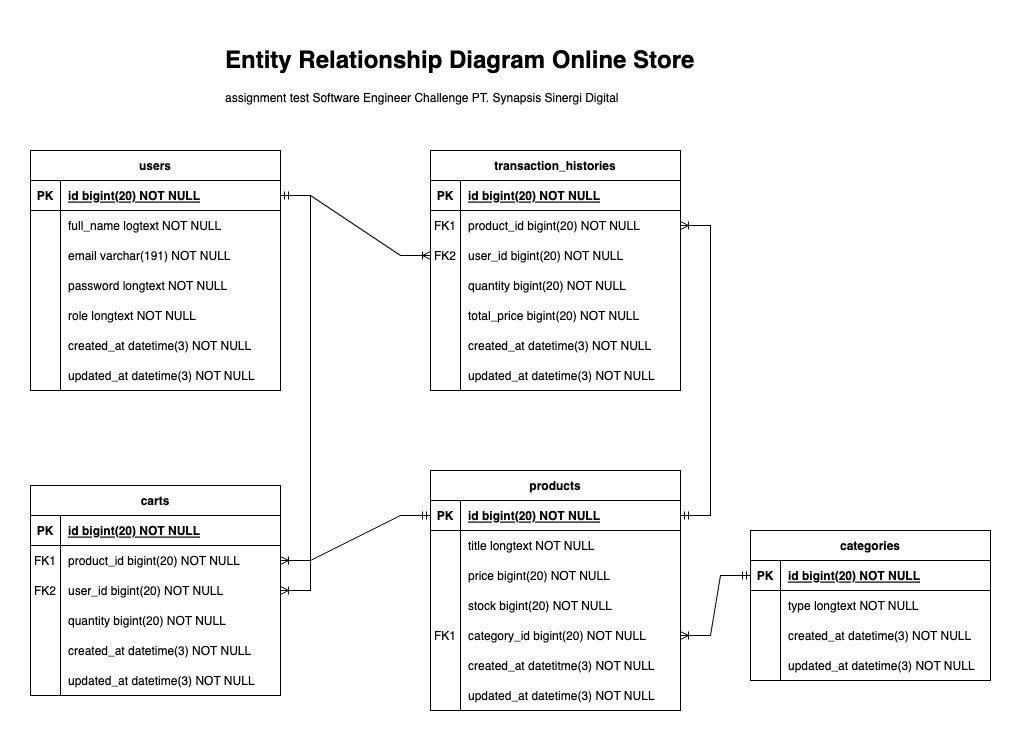 Entity Relationship Diagram Online Store
assignment test Software Engineer Challenge PT. Synapsis Sinergi Digital
users
PK id bigint(20) NOT NULL
full_name logtext NOT NULL
email varchar(191) NOT NULL
password longtext NOT NULL
role longtext NOT NULL
created_at datetime(3) NOT NULL
updated_at datetime(3) NOT NULL
transaction_histories
PK id bigint(20) NOT NULL
FK1 product_id bigint(20) NOT NULL
FK2 user_id bigint(20) NOT NULL
quantity bigint(20) NOT NULL
total_price bigint(20) NOT NULL
created_at datetime(3) NOT NULL
updated_at datetime(3) NOT NULL
carts
PK id bigint(20) NOT NULL
FK1 product_id bigint(20) NOT NULL
FK2 user_id bigint(20) NOT NULL
quantity bigint(20) NOT NULL
created_at datetime(3) NOT NULL
updated_at datetime(3) NOT NULL
products
PK id bigint(20) NOT NULL
title longtext NOT NULL
price bigint(20) NOT NULL
stock bigint(20) NOT NULL
FK1 category_id bigint(20) NOT NULL
created_at datetitme(3) NOT NULL
updated_at datetime(3) NOT NULL
categories
PK id bigint(20) NOT NULL
type longtext NOT NULL
created_at datetime(3) NOT NULL
updated_at datetime(3) NOT NULL